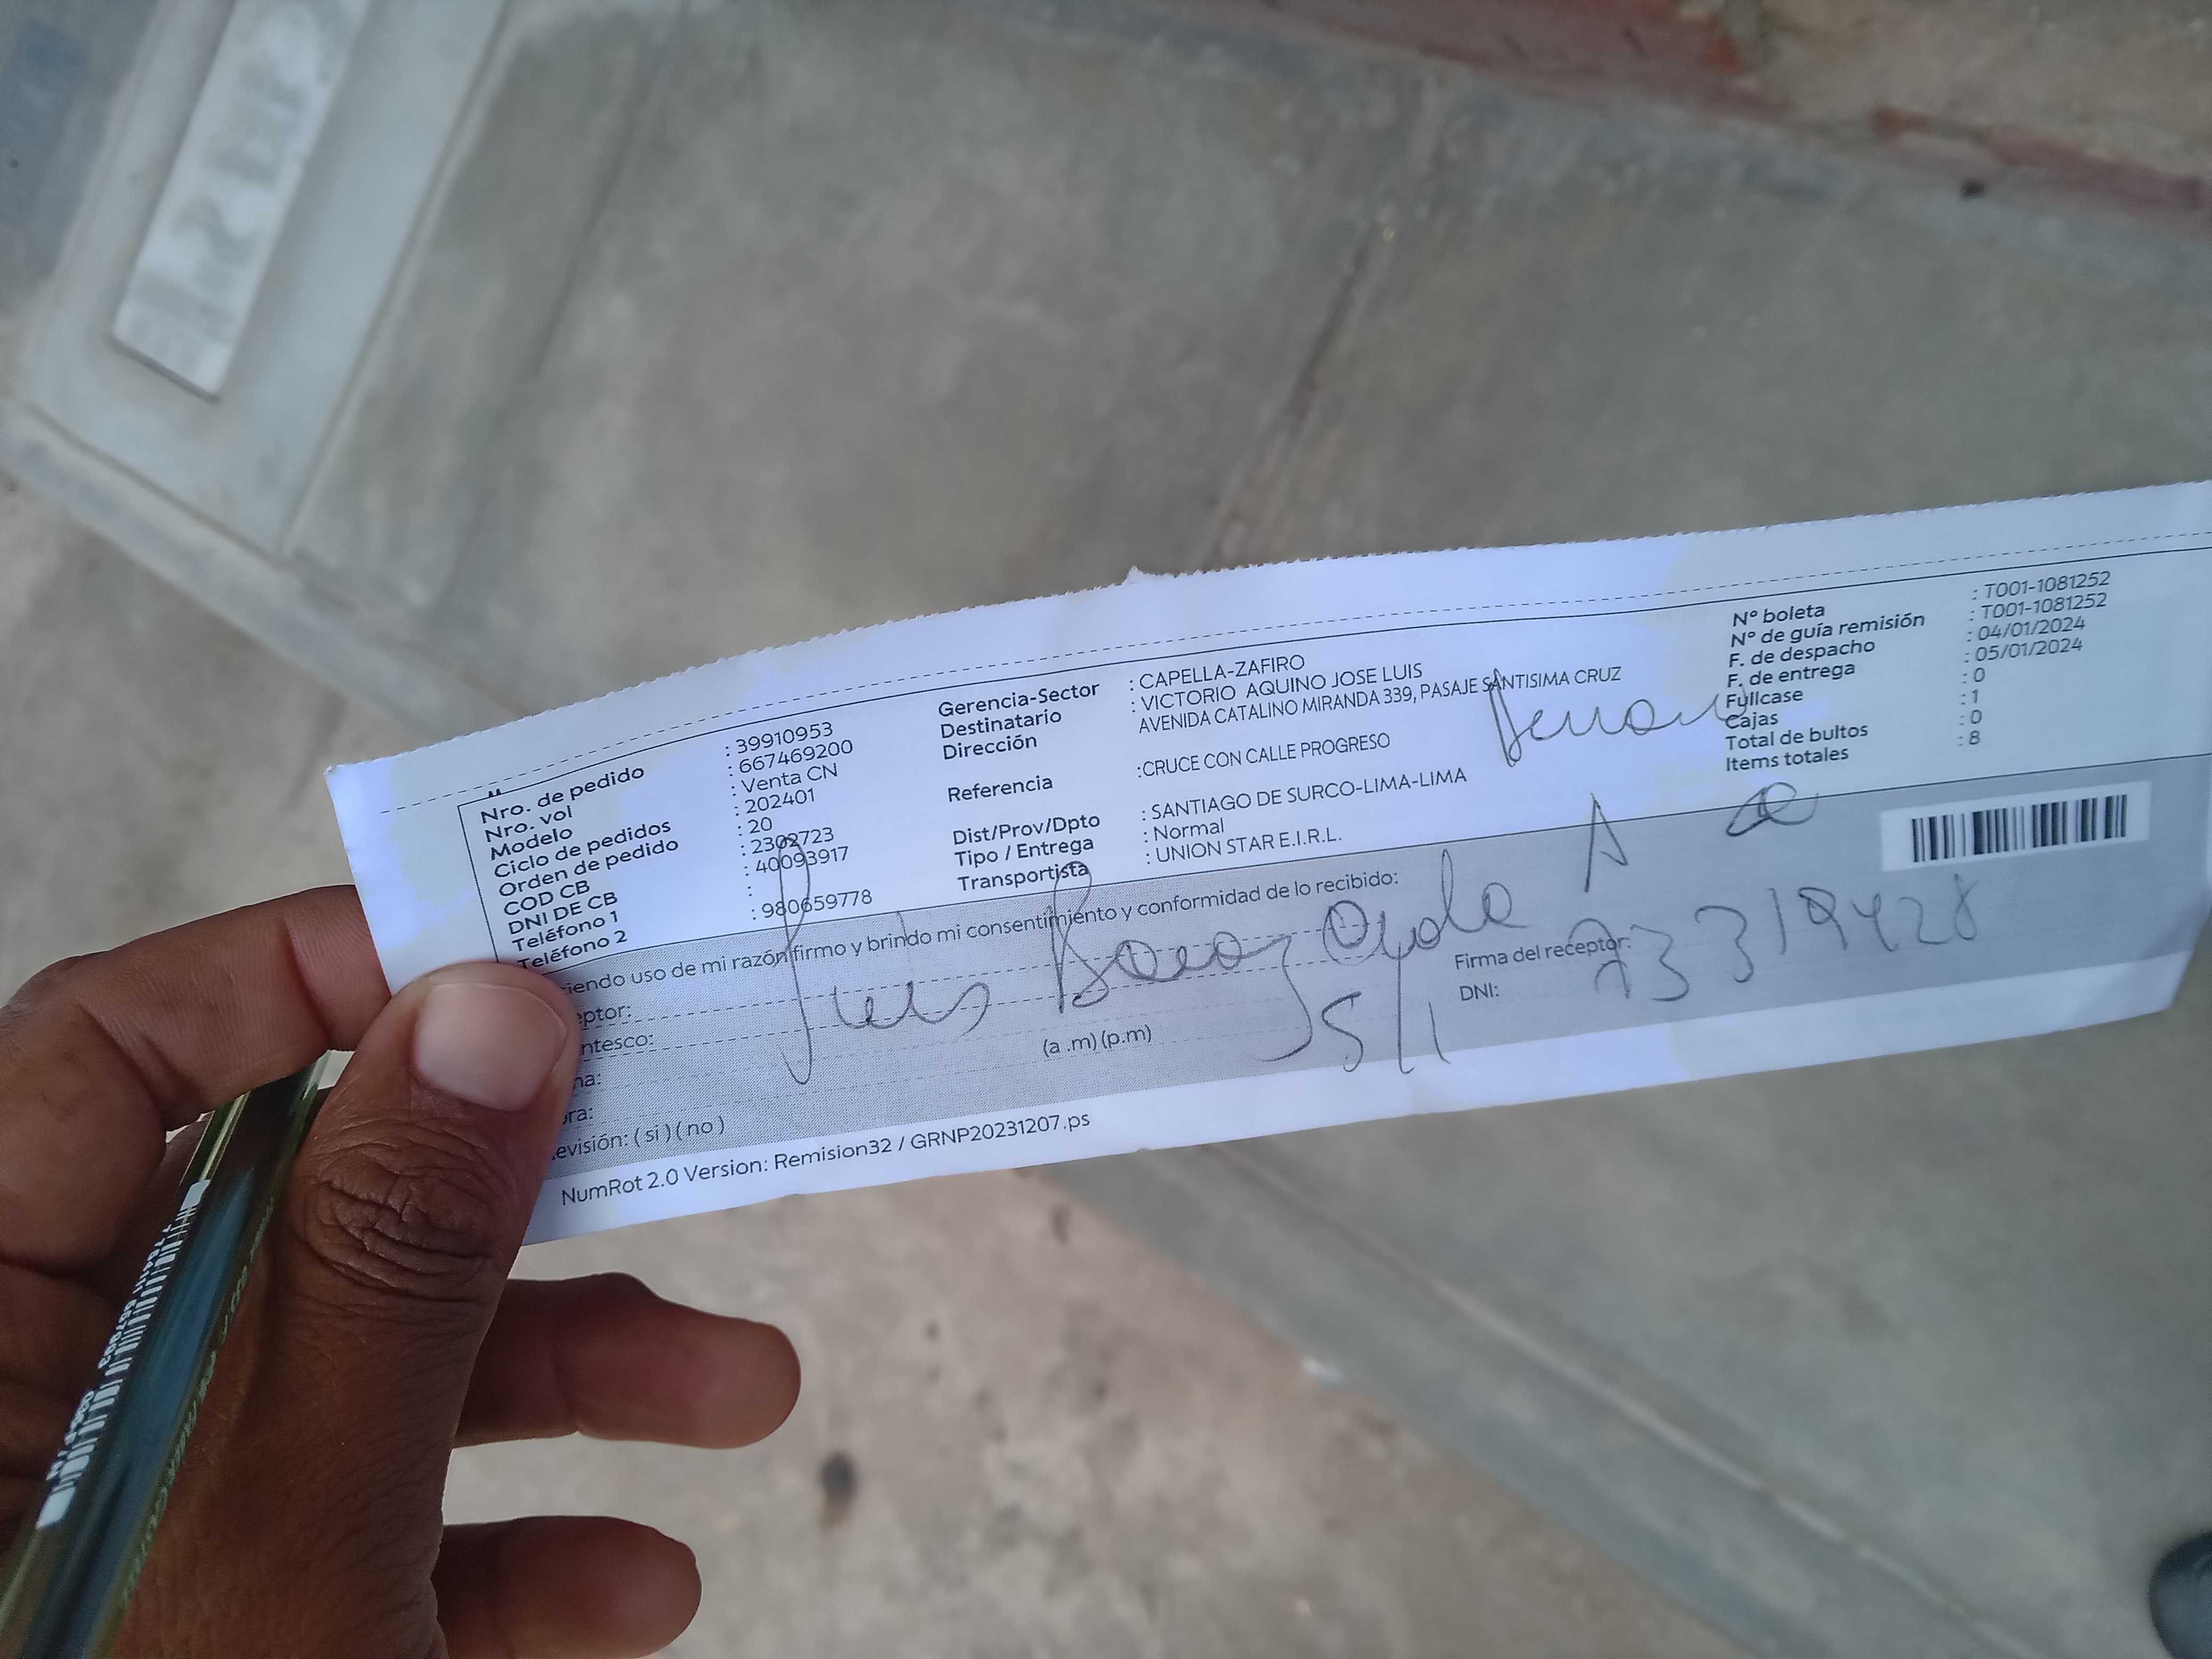 Nro. de pedido : 39910953
Nro. vol : 667469200
Modelo : Venta CN
Ciclo de pedidos : 202401
Orden de pedido : 20
COD CB : 2302723
DNI DE CB : 40093917
Teléfono 1 :
Teléfono 2 : 980659778
Gerencia-Sector : CAPELLA-ZAFIRO
Destinatario : VICTORIO AQUINO JOSE LUIS
Dirección : AVENIDA CATALINO MIRANDA 339, PASAJE SANTISIMA CRUZ
Referencia :CRUCE CON CALLE PROGRESO
Dist/Prov/Dpto : SANTIAGO DE SURCO-LIMA-LIMA
Tipo / Entrega : Normal
Transportista : UNION STAR E.I.R.L.
Nº boleta : T001-1081252
Nº de guía remisión : T001-1081252
F. de despacho : 04/01/2024
F. de entrega : 05/01/2024
Fullcase : 0
Cajas : 1
Total de bultos : 0
Items totales : 8
iendo uso de mi razón firmo y brindo mi consentimiento y conformidad de lo recibido:
eptor:
ntesco:
na:
ora:
(a .m) (p.m)
evisión: ( si ) ( no )
Luis
5/1
A
Firma del receptor:
DNI:
NumRot 2.0 Version: Remision32 / GRNP20231207.ps